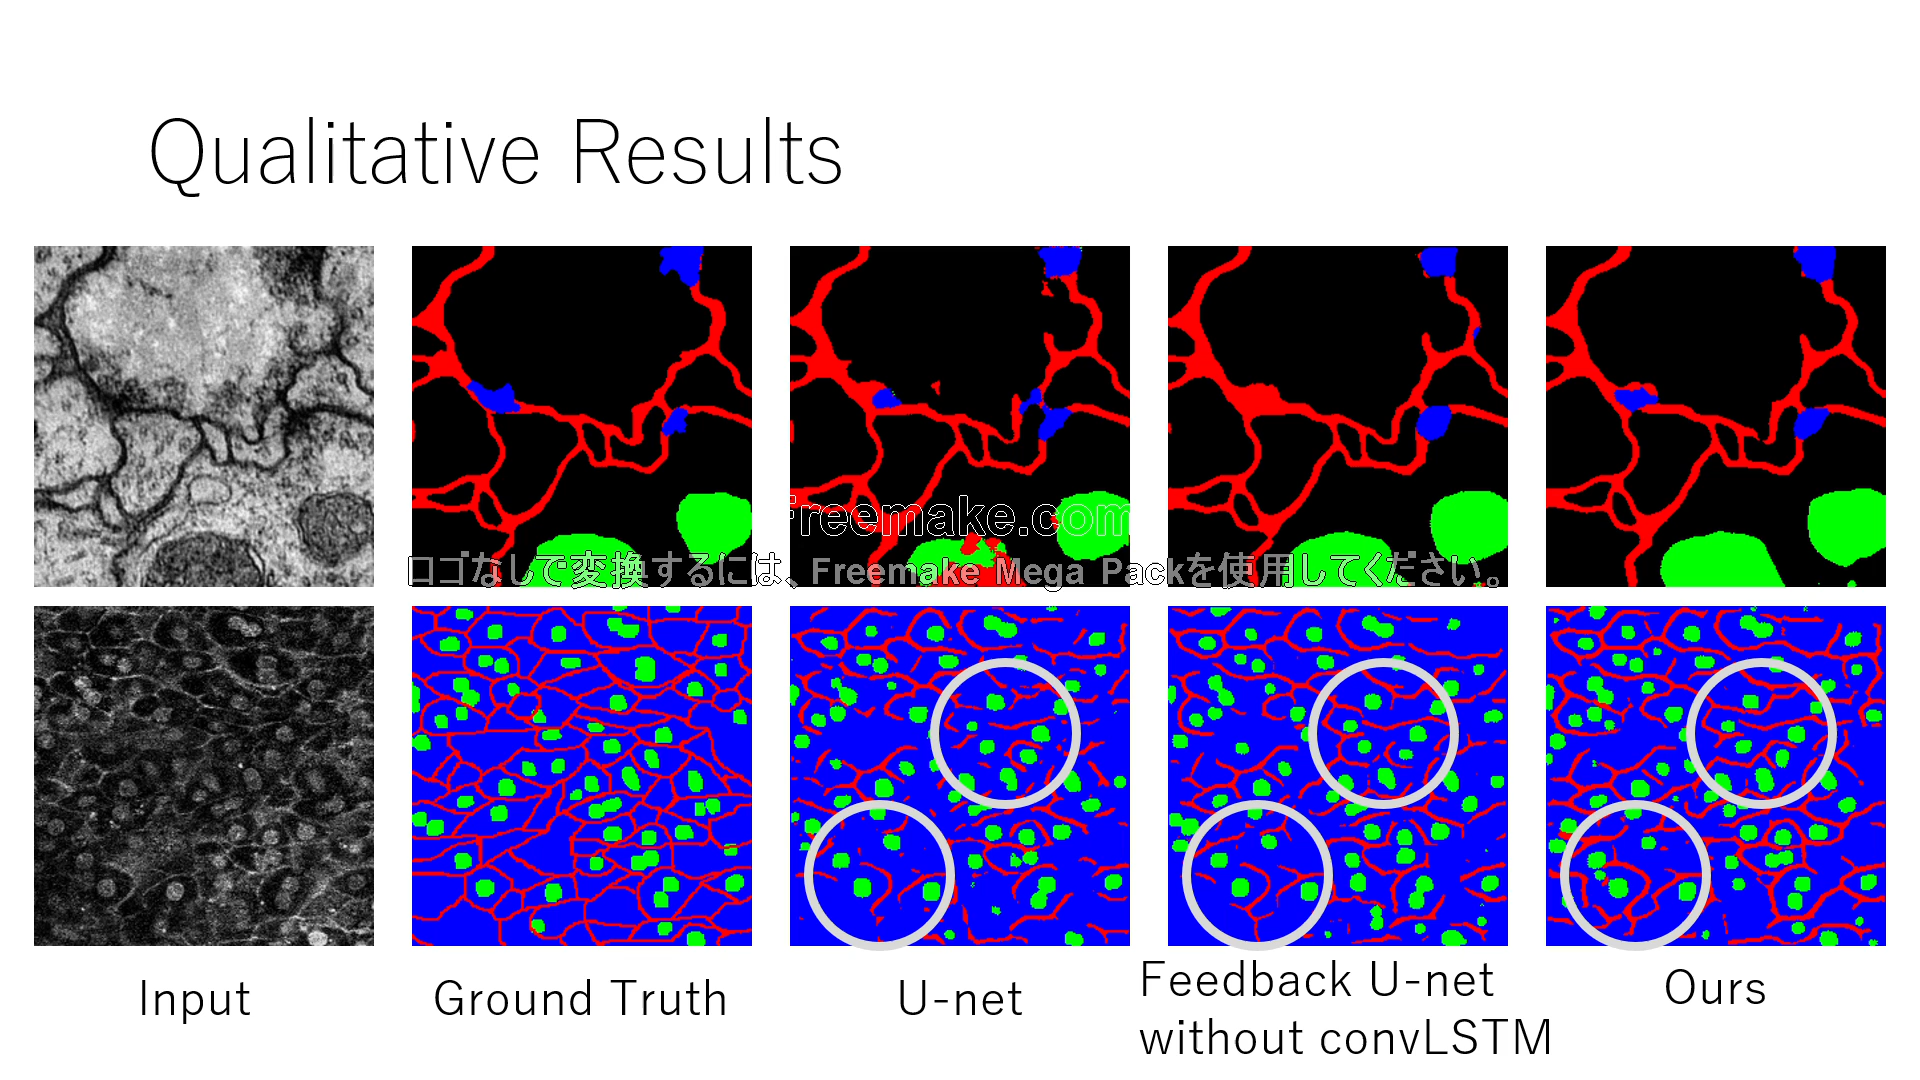 Qualitative Results
Freemake.com
ロゴなしで変換するには、Freemake Mega Packを使用してください。
Input
Ground Truth
U-net
Feedback U-net
without convLSTM
Ours